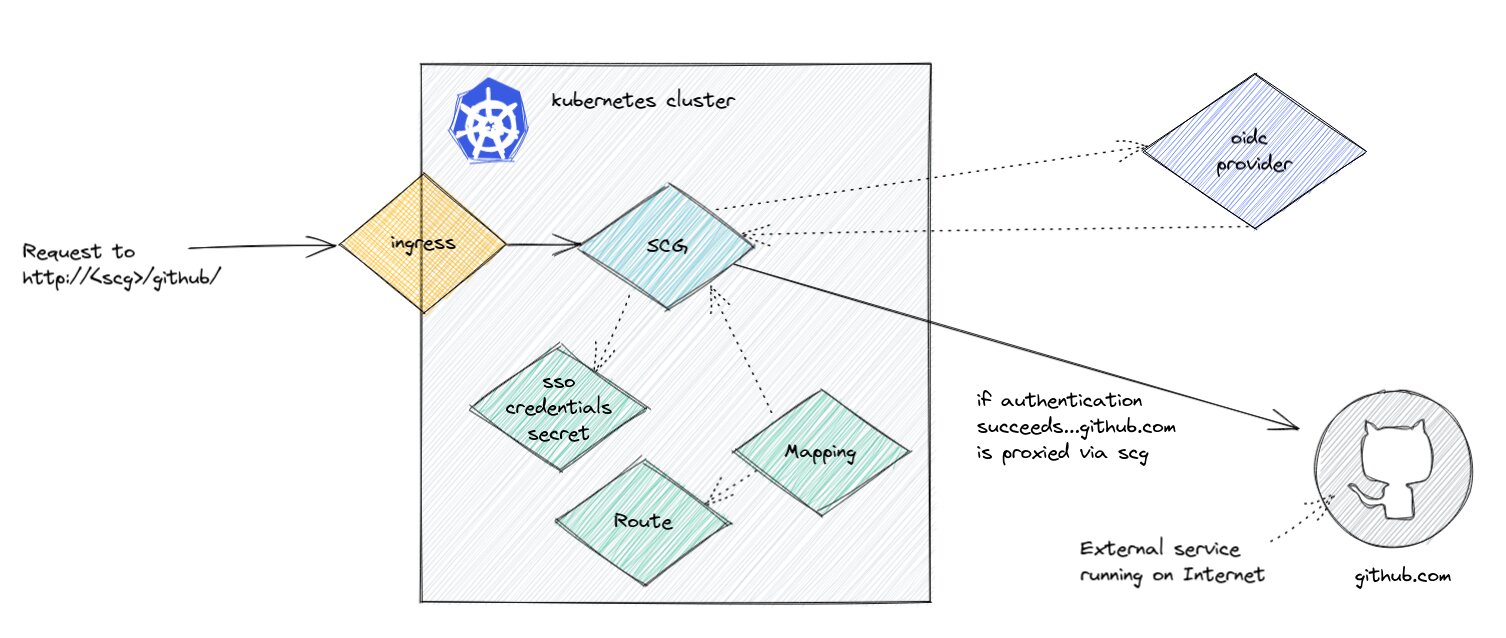 kubernetes cluster
oidc
provider
Request to
http://<scg>/github/
ingress
SCG
sso
credentials
secret
Mapping
Route
if authentication
succeeds...github.com
is proxied via scg
External service
running on Internet
github.com